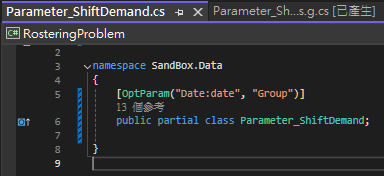 Parameter_ShiftDemand.cs
Parameter_Sh...s.g.cs [已產生]
C# RosteringProblem
2
3 namespace SanBox.Data
4 {
5 [OptParam("Date:date", "Group")]
13 個參考
6 public partial class Parameter_ShiftDemand;
7
8 }
9